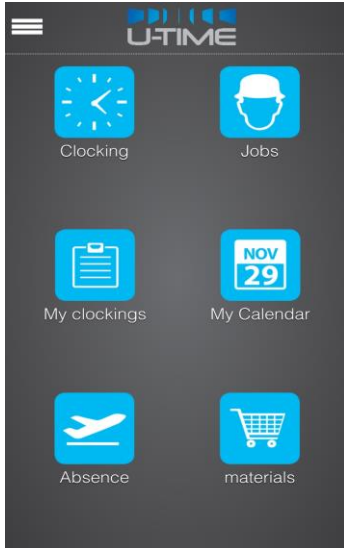 U-TIME
Clocking
Jobs
My clockings
NOV
29
My Calendar
Absence
materials